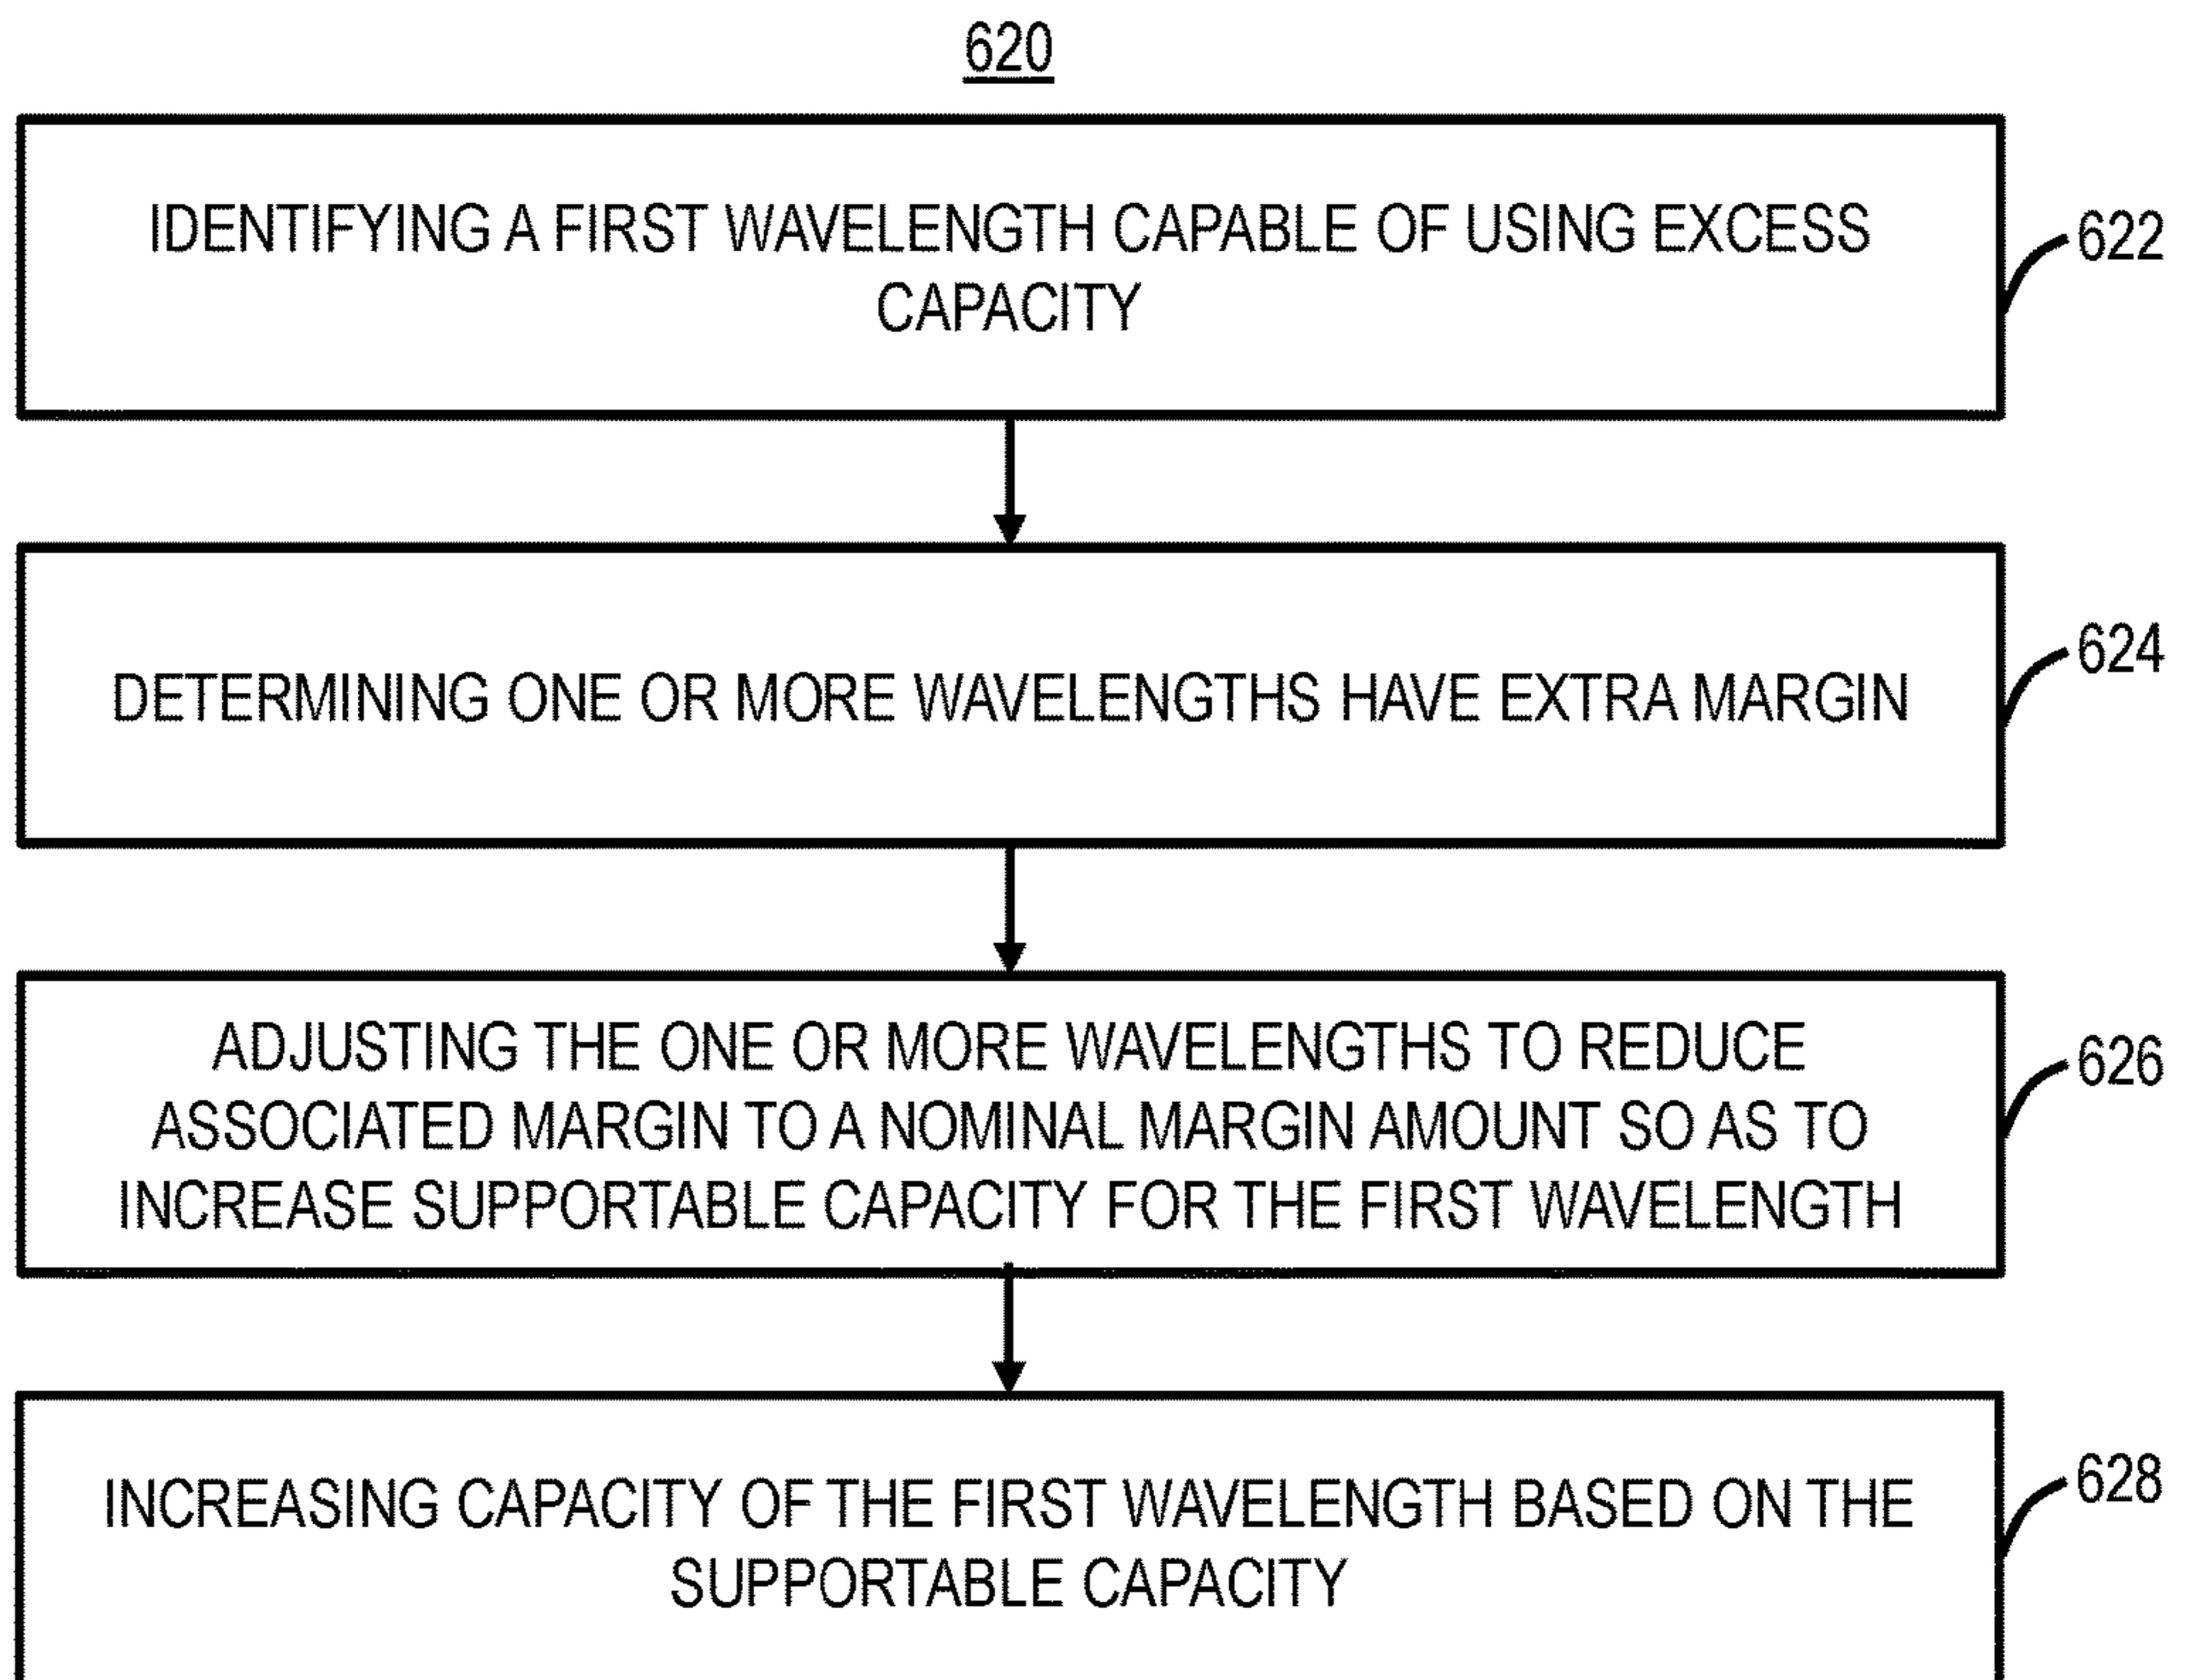 620
IDENTIFYING A FIRST WAVELENGTH CAPABLE OF USING EXCESS
CAPACITY
622
DETERMINING ONE OR MORE WAVELENGTHS HAVE EXTRA MARGIN
624
ADJUSTING THE ONE OR MORE WAVELENGTHS TO REDUCE
ASSOCIATED MARGIN TO A NOMINAL MARGIN AMOUNT SO AS TO
INCREASE SUPPORTABLE CAPACITY FOR THE FIRST WAVELENGTH
626
INCREASING CAPACITY OF THE FIRST WAVELENGTH BASED ON THE
SUPPORTABLE CAPACITY
628